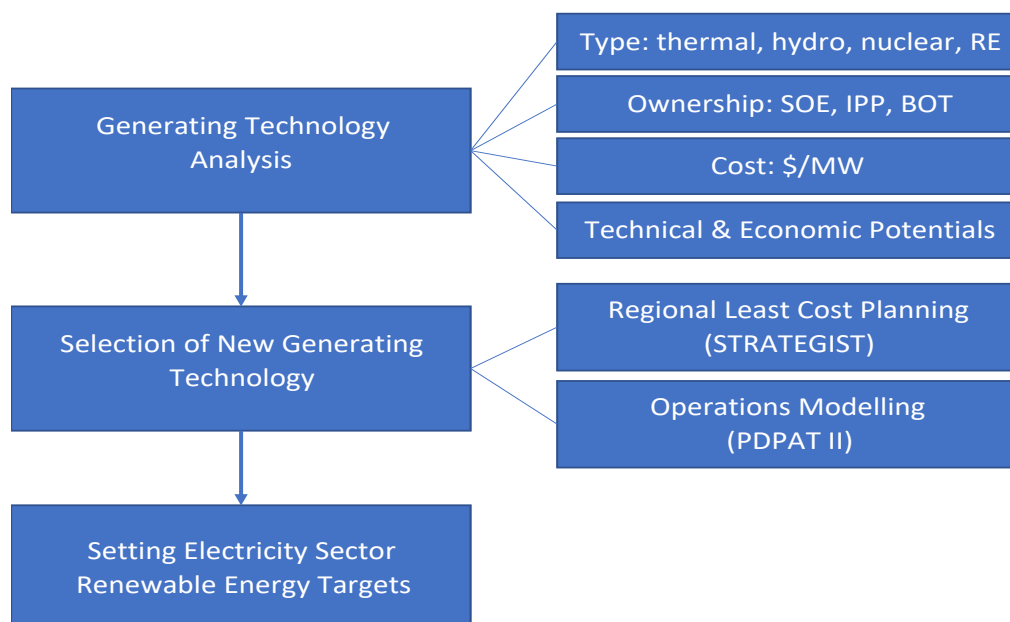 Type: thermal, hydro, nuclear, RE
Generating Technology
Analysis
Ownership: SOE, IPP, BOT
Cost: $/MW
Technical & Economic Potentials
Selection of New Generating
Technology
Regional Least Cost Planning
(STRATEGIST)
Operations Modelling
(PDPAT II)
Setting Electricity Sector
Renewable Energy Targets